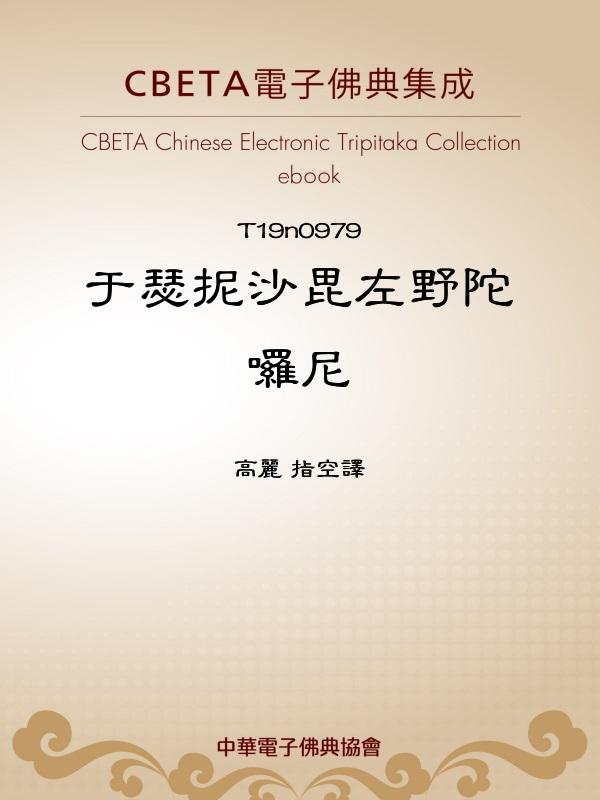 CBETA電子佛典集成
CBETA Chinese Electronic Tripitaka Collection
ebook
T19n0979
于瑟抳沙毘左野陀
囉尼
高麗 指空譯
中華電子佛典協會